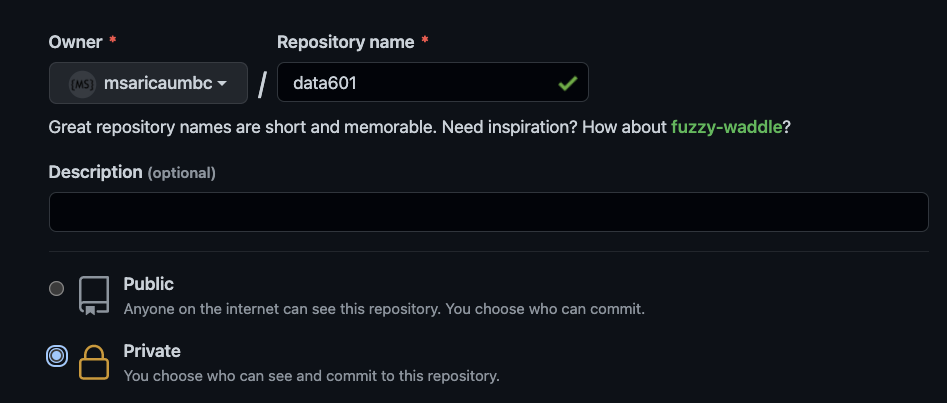 Owner * Repository name *
[MS] msaricaumbc / data601
Great repository names are short and memorable. Need inspiration? How about fuzzy-waddle?
Description (optional)
Public
Anyone on the internet can see this repository. You choose who can commit.
Private
You choose who can see and commit to this repository.